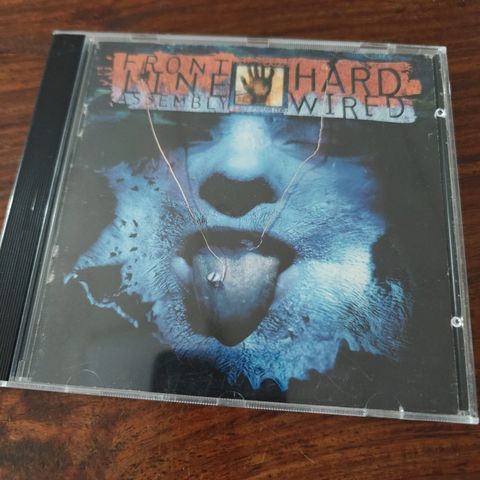 FRONT
LINE
ASSEMBLY
HARD
WIRED